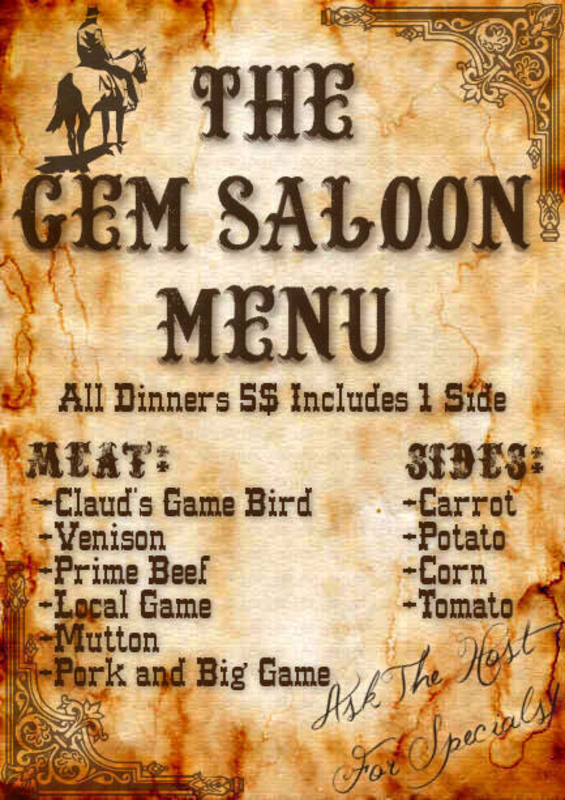 THE
GEM SALOON
MENU
All Dinners 5$ Includes 1 Side
MEAT:
-Claud's Game Bird
-Venison
-Prime Beef
-Local Game
-Mutton
-Pork and Big Game
SIDES:
-Carrot
-Potato
-Corn
-Tomato
Ask The Host
For Specials!